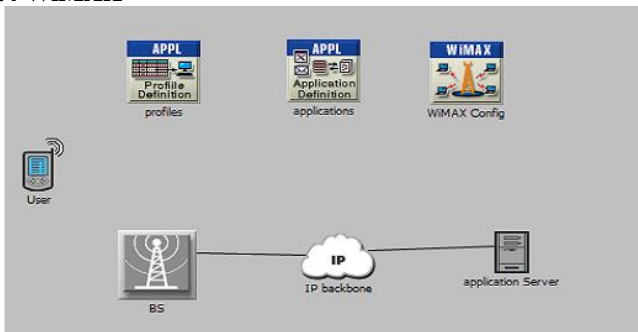 APPL
Profile
Definition
profiles
APPL
Application
Definition
applications
WiMAX
WiMAX Config
User
BS
IP
IP backbone
application Server